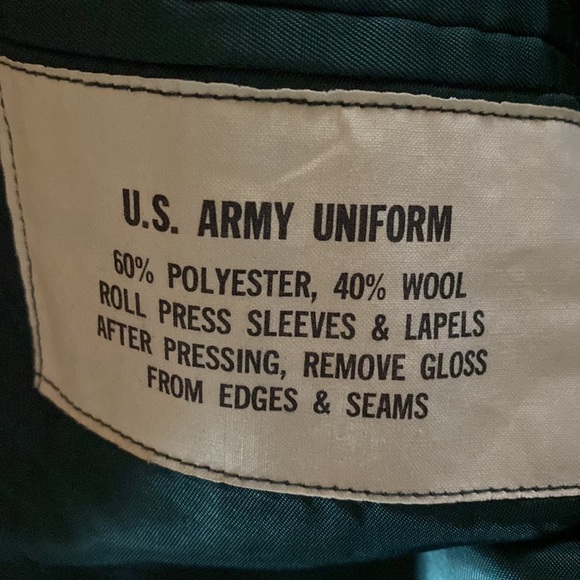 U.S. ARMY UNIFORM
60% POLYESTER, 40% WOOL
ROLL PRESS SLEEVES & LAPELS
AFTER PRESSING, REMOVE GLOSS
FROM EDGES & SEAMS